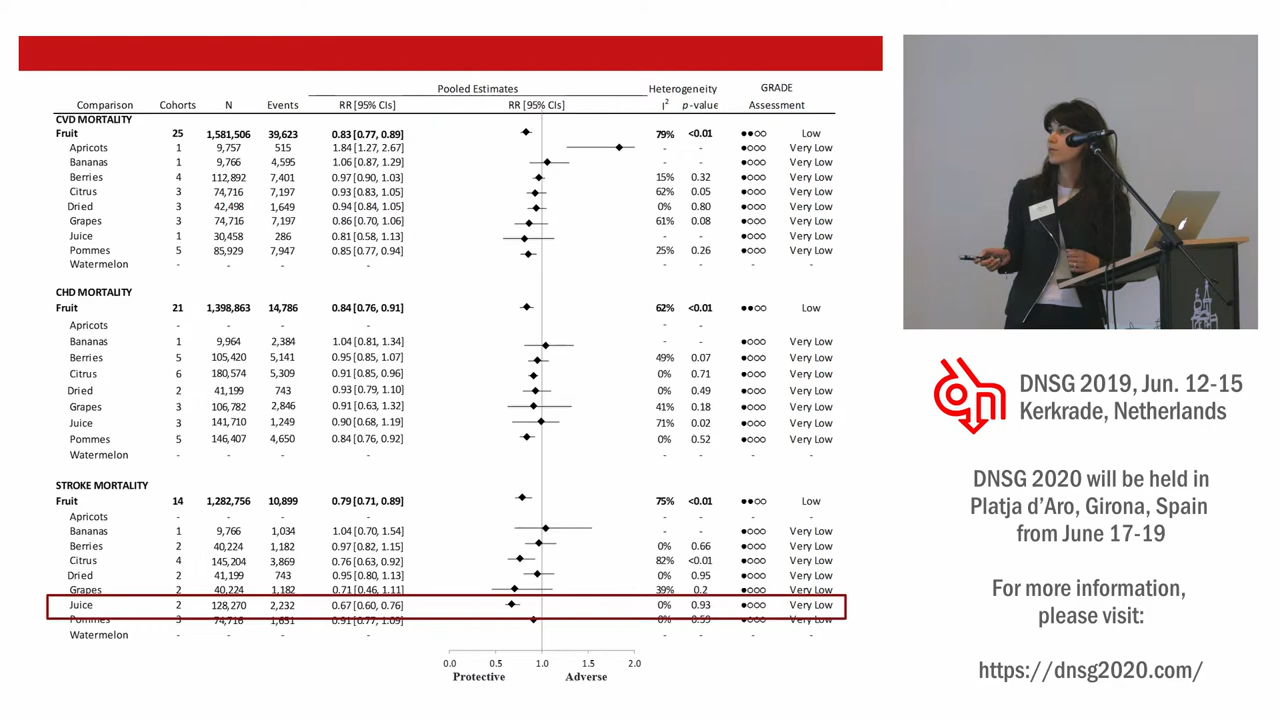 Pooled Estimates Heterogeneity GRADE
Comparison Cohorts N Events RR [95% CIs] RR [95% CIs] I² p-value Assessment
CVD MORTALITY
Fruit 25 1,581,506 39,623 0.83 [0.77, 0.89] 79% <0.01 ●●○○ Low
Apricots 1 9,757 515 1.84 [1.27, 2.67] - - ●○○○ Very Low
Bananas 1 9,766 4,595 1.06 [0.87, 1.29] - - ●○○○ Very Low
Berries 4 112,892 7,401 0.97 [0.90, 1.03] 15% 0.32 ●○○○ Very Low
Citrus 3 74,716 7,197 0.93 [0.83, 1.05] 62% 0.05 ●○○○ Very Low
Dried 3 42,498 1,649 0.94 [0.84, 1.05] 0% 0.80 ●○○○ Very Low
Grapes 3 74,716 7,197 0.86 [0.70, 1.06] 61% 0.08 ●○○○ Very Low
Juice 1 30,458 286 0.81 [0.58, 1.13] - - ●○○○ Very Low
Pommes 5 85,929 7,947 0.85 [0.77, 0.94] 25% 0.26 ●○○○ Very Low
Watermelon - - - - - - - -
CHD MORTALITY
Fruit 21 1,398,863 14,786 0.84 [0.76, 0.91] 62% <0.01 ●●○○ Low
Apricots - - - - - - - -
Bananas 1 9,964 2,384 1.04 [0.81, 1.34] - - ●○○○ Very Low
Berries 5 105,420 5,141 0.95 [0.85, 1.07] 49% 0.07 ●○○○ Very Low
Citrus 6 180,574 5,309 0.91 [0.85, 0.96] 0% 0.71 ●○○○ Very Low
Dried 2 41,199 743 0.93 [0.79, 1.10] 0% 0.49 ●○○○ Very Low
Grapes 3 106,782 2,846 0.91 [0.63, 1.32] 41% 0.18 ●○○○ Very Low
Juice 3 141,710 1,249 0.90 [0.68, 1.19] 71% 0.02 ●○○○ Very Low
Pommes 5 146,407 4,650 0.84 [0.76, 0.92] 0% 0.52 ●○○○ Very Low
Watermelon - - - - - - - -
STROKE MORTALITY
Fruit 14 1,282,756 10,899 0.79 [0.71, 0.89] 75% <0.01 ●●○○ Low
Apricots - - - - - - - -
Bananas 1 9,766 1,034 1.04 [0.70, 1.54] - - ●○○○ Very Low
Berries 2 40,224 1,182 0.97 [0.82, 1.15] 0% 0.66 ●○○○ Very Low
Citrus 4 145,204 3,869 0.76 [0.63, 0.92] 82% <0.01 ●○○○ Very Low
Dried 2 41,199 743 0.95 [0.80, 1.13] 0% 0.95 ●○○○ Very Low
Grapes 2 40,224 1,182 0.71 [0.46, 1.11] 39% 0.2 ●○○○ Very Low
Juice 2 128,270 2,232 0.67 [0.60, 0.76] 0% 0.93 ●○○○ Very Low
Pommes 3 74,716 1,651 0.91 [0.77, 1.09] 0% 0.59 ●○○○ Very Low
Watermelon - - - - - - - -
0.0 0.5 1.0 1.5 2.0
Protective Adverse
DNSG 2019, Jun. 12-15
Kerkrade, Netherlands
DNSG 2020 will be held in
Platja d'Aro, Girona, Spain
from June 17-19
For more information,
please visit:
https://dnsg2020.com/